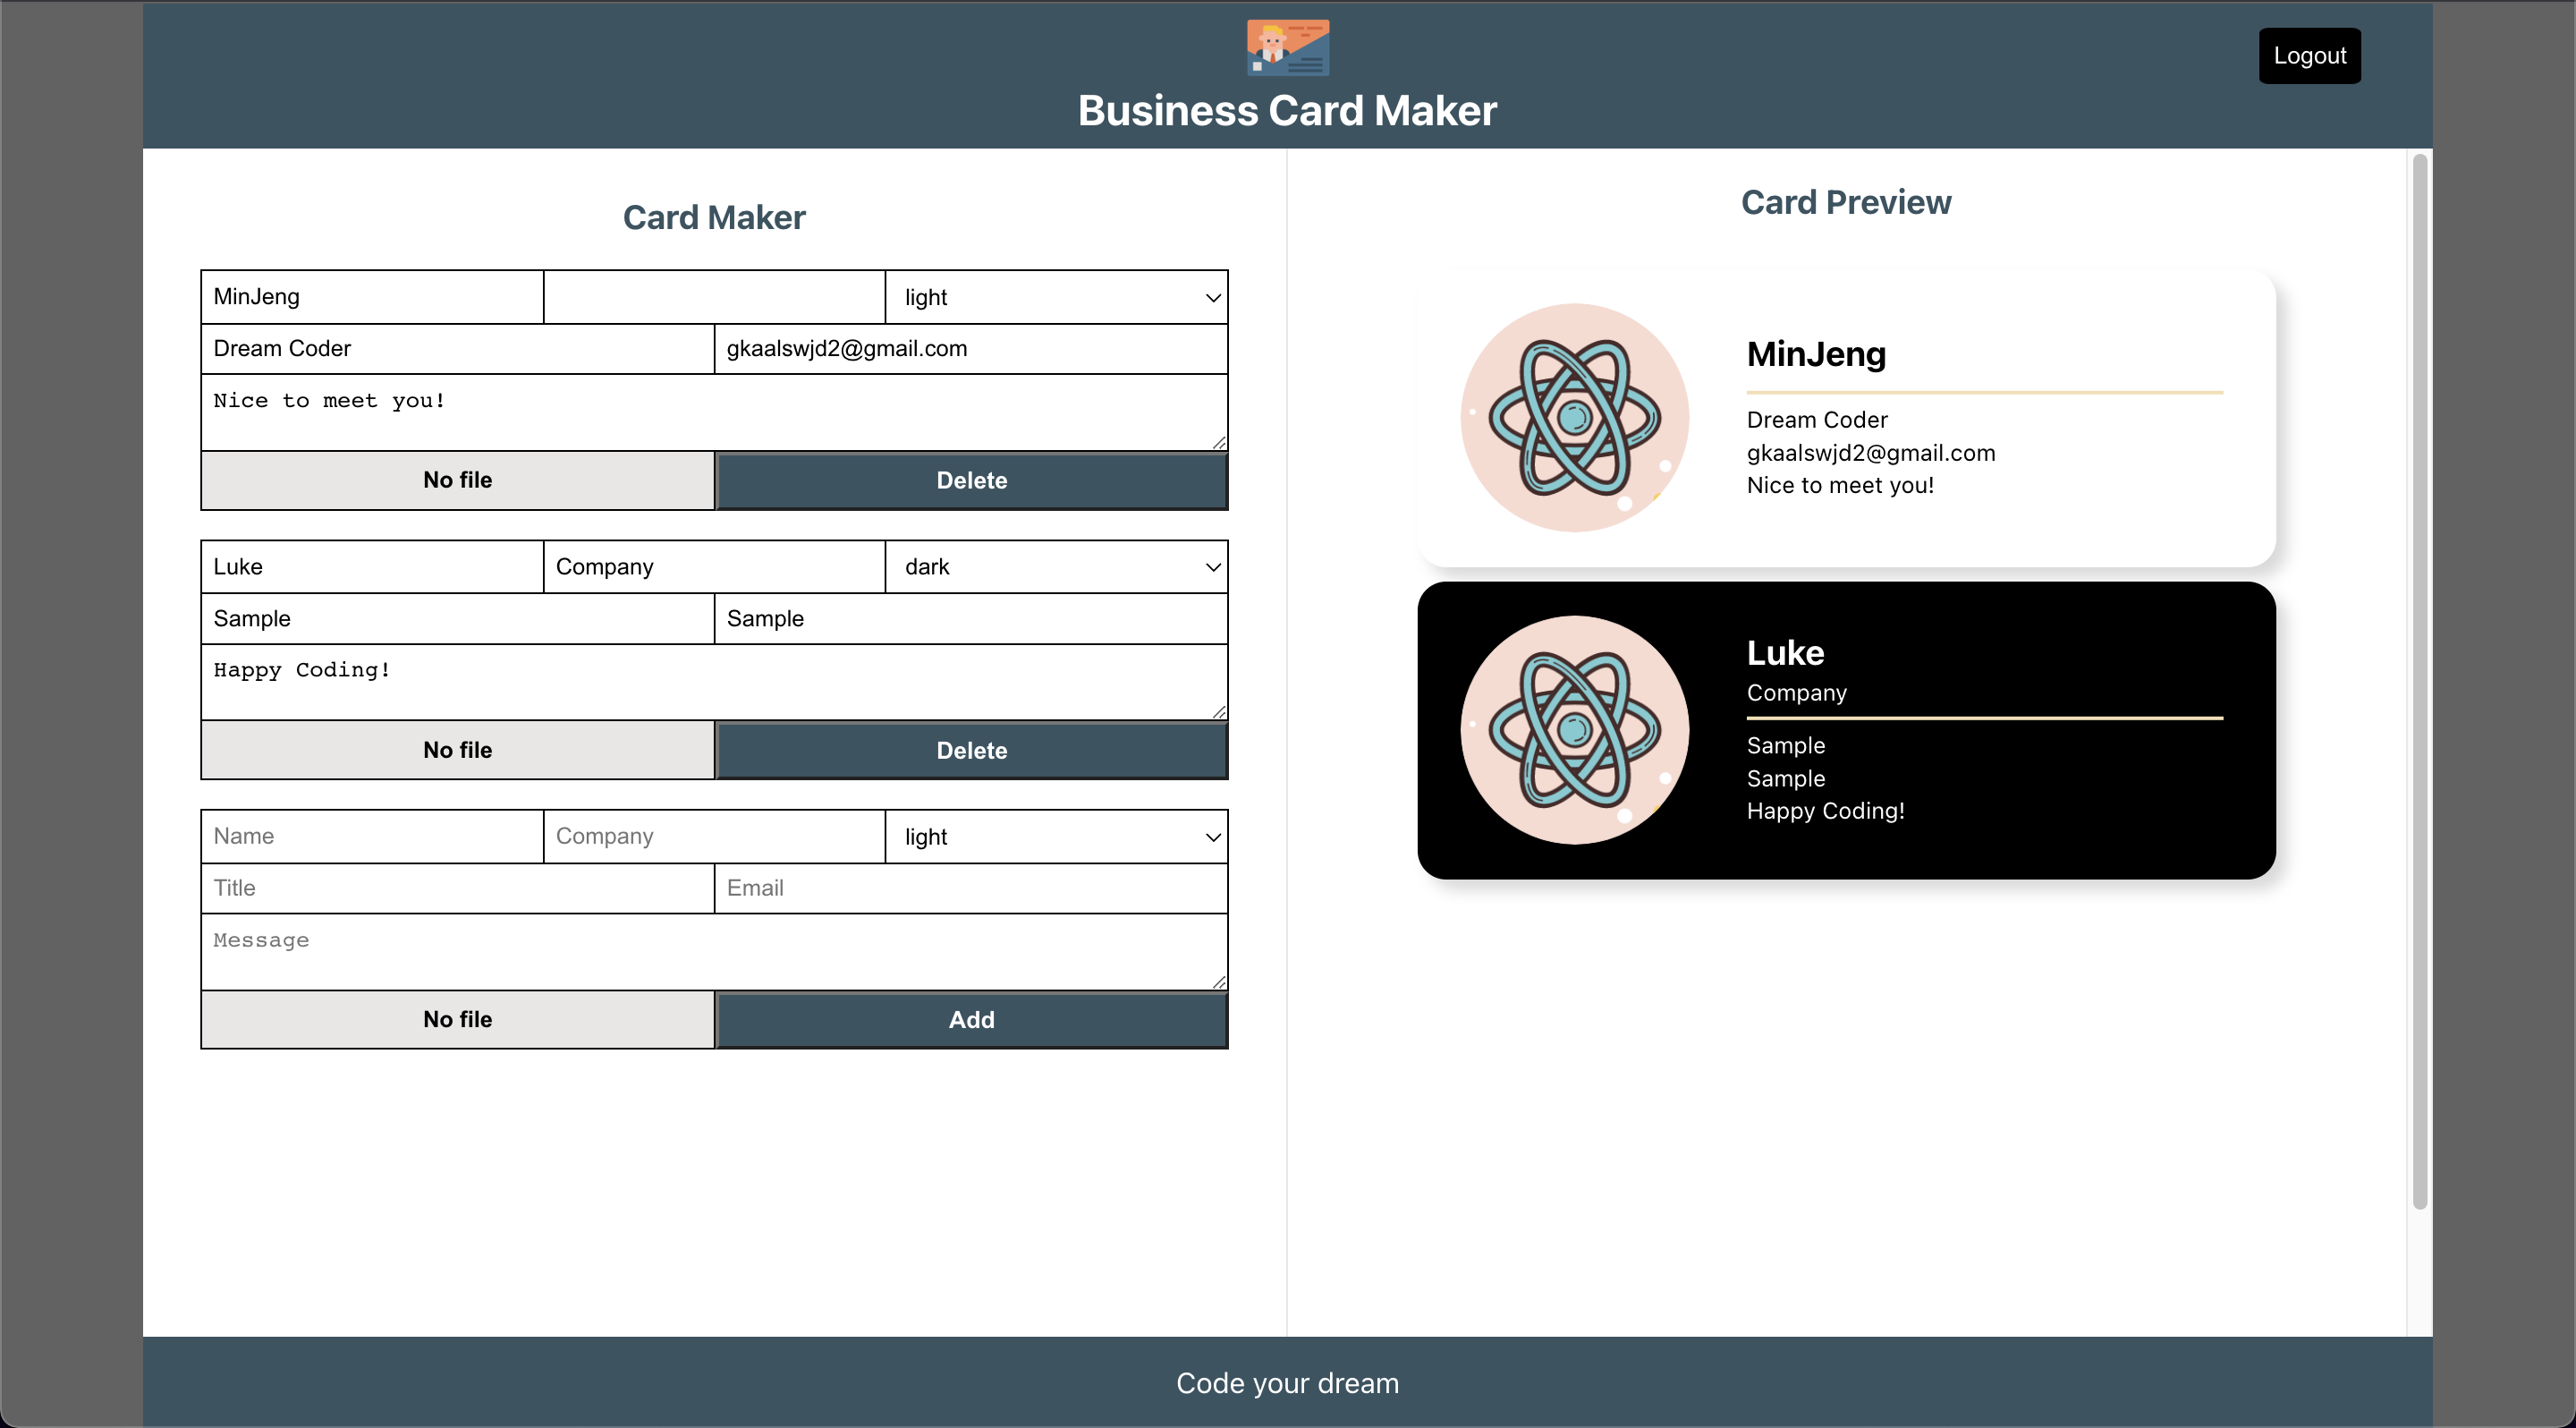 Logout
Business Card Maker
Card Maker
MinJeng light
Dream Coder gkaalswjd2@gmail.com
Nice to meet you!
No file Delete
Luke Company dark
Sample Sample
Happy Coding!
No file Delete
Name Company light
Title Email
Message
No file Add
Card Preview
MinJeng
Dream Coder
gkaalswjd2@gmail.com
Nice to meet you!
Luke
Company
Sample
Sample
Happy Coding!
Code your dream